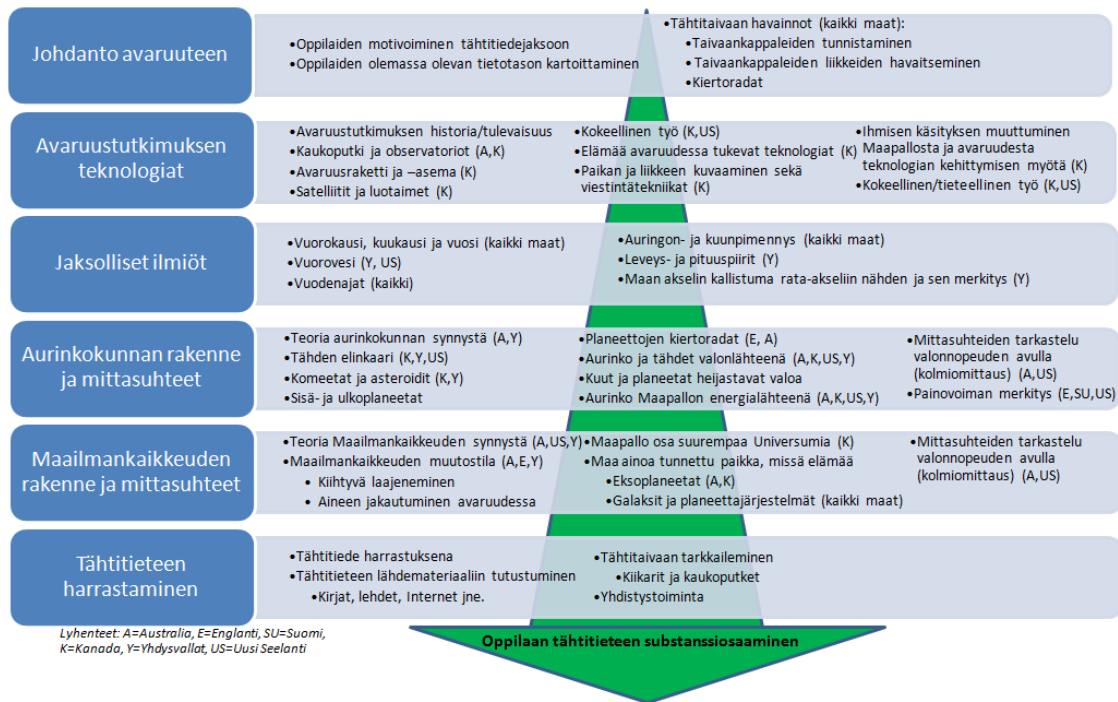 Johdanto avaruuteen
•Oppilaiden motivoiminen tähtitiedejaksoon
•Oppilaiden olemassa olevan tietotason kartoittaminen
•Tähtitaivaan havainnot (kaikki maat):
•Taivaankappaleiden tunnistaminen
•Taivaankappaleiden liikkeiden havaitseminen
•Kiertoradat
Avaruustutkimuksen
teknologiat
•Avaruustutkimuksen historia/tulevaisuus
•Kaukoputki ja observatoriot (A,K)
•Avaruusraketti ja –asema (K)
•Satelliitit ja luotaimet (K)
•Kokeellinen työ (K,US)
•Elämää avaruudessa tukevat teknologiat (K)
•Paikan ja liikkeen kuvaaminen sekä
viestintätekniikat (K)
•Ihmisen käsityksen muuttuminen
Maapallosta ja avaruudesta
teknologian kehittymisen myötä (K)
•Kokeellinen/tieteellinen työ (K,US)
Jaksolliset ilmiöt
•Vuorokausi, kuukausi ja vuosi (kaikki maat)
•Vuorovesi (Y, US)
•Vuodenajat (kaikki)
•Auringon- ja kuunpimennys (kaikki maat)
•Leveys- ja pituuspiirit (Y)
•Maan akselin kallistuma rata-akseliin nähden ja sen merkitys (Y)
Aurinkokunnan rakenne
ja mittasuhteet
•Teoria aurinkokunnan synnystä (A,Y)
•Tähden elinkaari (K,Y,US)
•Komeetat ja asteroidit (K,Y)
•Sisä- ja ulkoplaneetat
•Planeettojen kiertoradat (E, A)
•Aurinko ja tähdet valonlähteenä (A,K,US,Y)
•Kuut ja planeetat heijastavat valoa
•Aurinko Maapallon energialähteenä (A,K,US,Y)
•Mittasuhteiden tarkastelu
valonnopeuden avulla
(kolmiomittaus) (A,US)
•Painovoiman merkitys (E,SU,US)
Maailmankaikkeuden
rakenne ja mittasuhteet
•Teoria Maailmankaikkeuden synnystä (A,US,Y)
•Maailmankaikkeuden muutostila (A,E,Y)
• Kiihtyvä laajeneminen
• Aineen jakautuminen avaruudessa
•Maapallo osa suurempaa Universumia (K)
•Maa ainoa tunnettu paikka, missä elämää
•Eksoplaneetat (A,K)
•Galaksit ja planeettajärjestelmät (kaikki maat)
•Mittasuhteiden tarkastelu
valonnopeuden avulla
(kolmiomittaus) (A,US)
Tähtitieteen
harrastaminen
•Tähtitiede harrastuksena
•Tähtitieteen lähdemateriaaliin tutustuminen
•Kirjat, lehdet, Internet jne.
•Tähtitaivaan tarkkaileminen
•Kiikarit ja kaukoputket
•Yhdistystoiminta
Lyhenteet: A=Australia, E=Englanti, SU=Suomi,
K=Kanada, Y=Yhdysvallat, US=Uusi Seelanti
Oppilaan tähtitieteen substanssiosaaminen